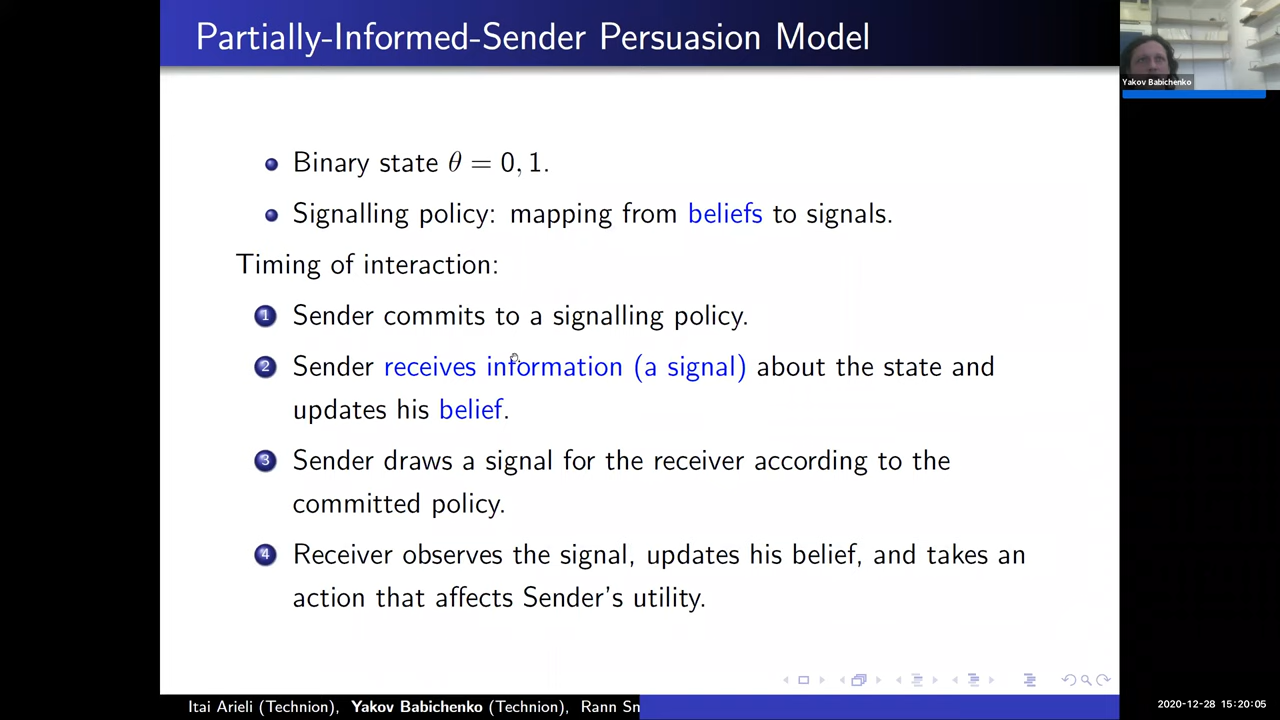 Partially-Informed-Sender Persuasion Model
Yakov Babichenko
Binary state θ = 0, 1.
Signalling policy: mapping from beliefs to signals.
Timing of interaction:
1 Sender commits to a signalling policy.
2 Sender receives information (a signal) about the state and
updates his belief.
3 Sender draws a signal for the receiver according to the
committed policy.
4 Receiver observes the signal, updates his belief, and takes an
action that affects Sender's utility.
Itai Arieli (Technion), Yakov Babichenko (Technion), Rann Sn
2020-12-28 15:20:05